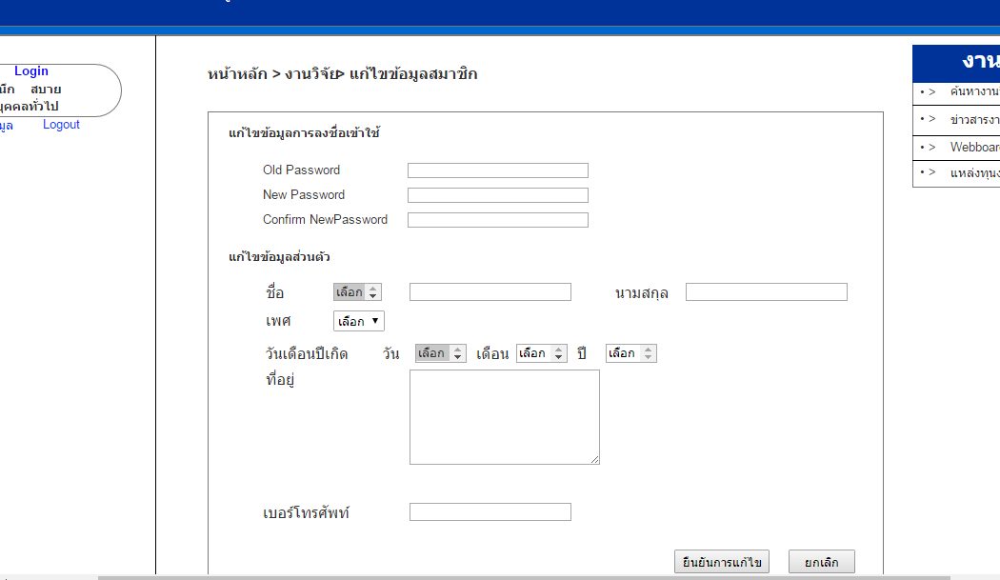 Login
สบาย
บุคคลทั่วไป
Logout
หน้าหลัก > งานวิจัย> แก้ไขข้อมูลสมาชิก
แก้ไขข้อมูลการลงชื่อเข้าใช้
Old Password
New Password
Confirm NewPassword
แก้ไขข้อมูลส่วนตัว
ชื่อ เลือก นามสกุล
เพศ เลือก
วันเดือนปีเกิด วัน เลือก เดือน เลือก ปี เลือก
ที่อยู่
เบอร์โทรศัพท์
ยืนยันการแก้ไข ยกเลิก
งาน
• > ค้นหางาน
• > ข่าวสารงา
• > Webboar
• > แหล่งทุนง